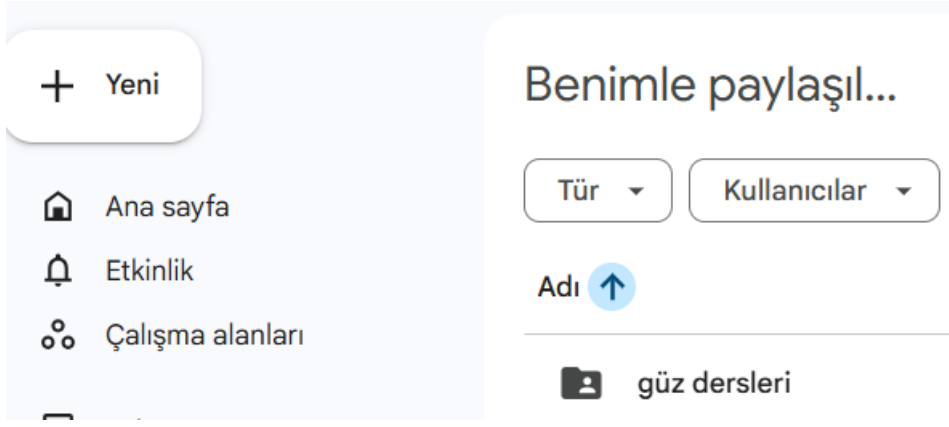 Yeni
Ana sayfa
Etkinlik
Çalışma alanları
Benimle paylaşıl...
Tür
Kullanıcılar
Adı
güz dersleri